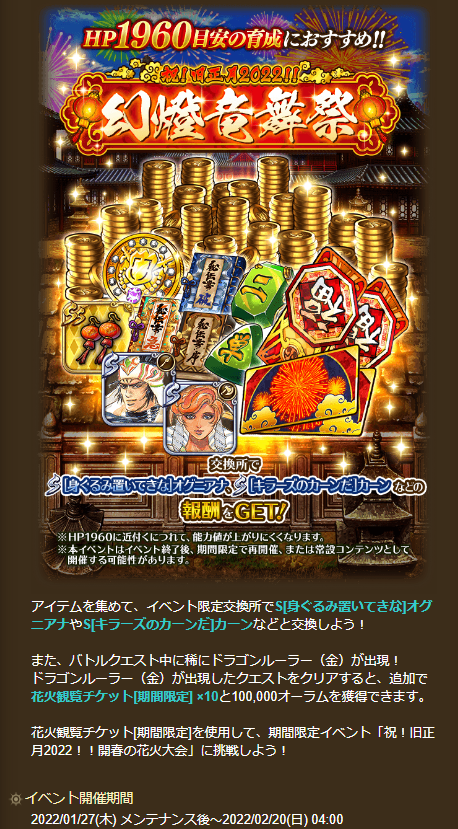 HP1960目安の育成におすすめ!!
祝！旧正月2022!!
幻燈竜舞祭
交換所で
S[身ぐるみ置いてきな]オグニアナ、S[キラーズのカーンだ]カーンなどの
報酬をGET!
※HP1960に近付くにつれて、能力値が上がりにくくなります。
※本イベントはイベント終了後、期間限定で再開催、または常設コンテンツとして
開催する可能性があります。
アイテムを集めて、イベント限定交換所でS[身ぐるみ置いてきな]オグ
ニアナやS[キラーズのカーンだ]カーンなどと交換しよう！
また、バトルクエスト中に稀にドラゴンルーラー（金）が出現！
ドラゴンルーラー（金）が出現したクエストをクリアすると、追加で
花火観覧チケット[期間限定] ×10と100,000オーラムを獲得できます。
花火観覧チケット[期間限定]を使用して、期間限定イベント「祝！旧正
月2022！！開春の花火大会」に挑戦しよう！
イベント開催期間
2022/01/27(木) メンテナンス後～2022/02/20(日) 04:00